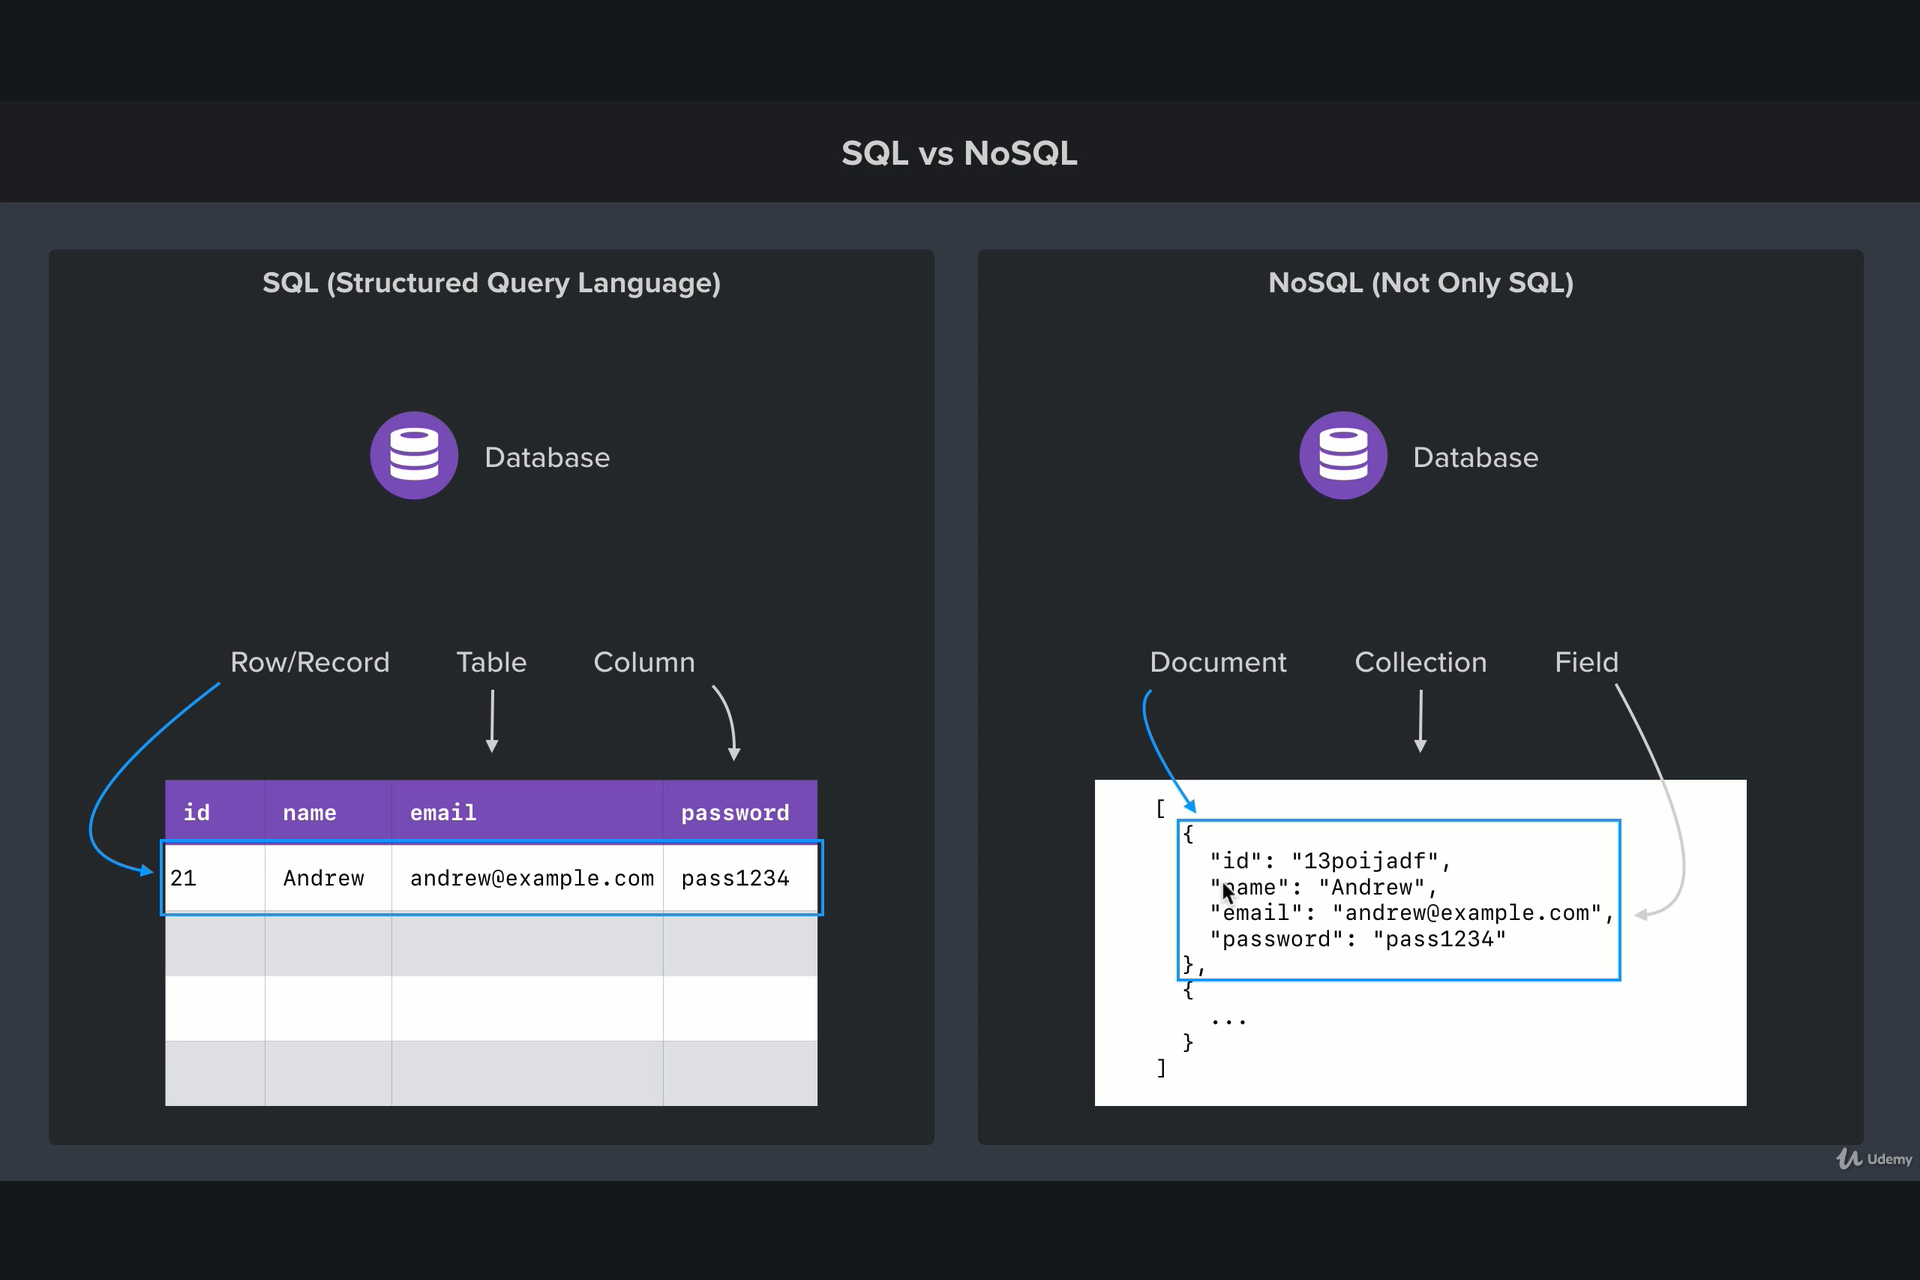 SQL vs NoSQL
SQL (Structured Query Language)
Database
Row/Record Table Column
id name email password
21 Andrew andrew@example.com pass1234
NoSQL (Not Only SQL)
Database
Document Collection Field
[
{
"id": "13poijadf",
"name": "Andrew",
"email": "andrew@example.com",
"password": "pass1234"
},
{
...
}
]
Udemy